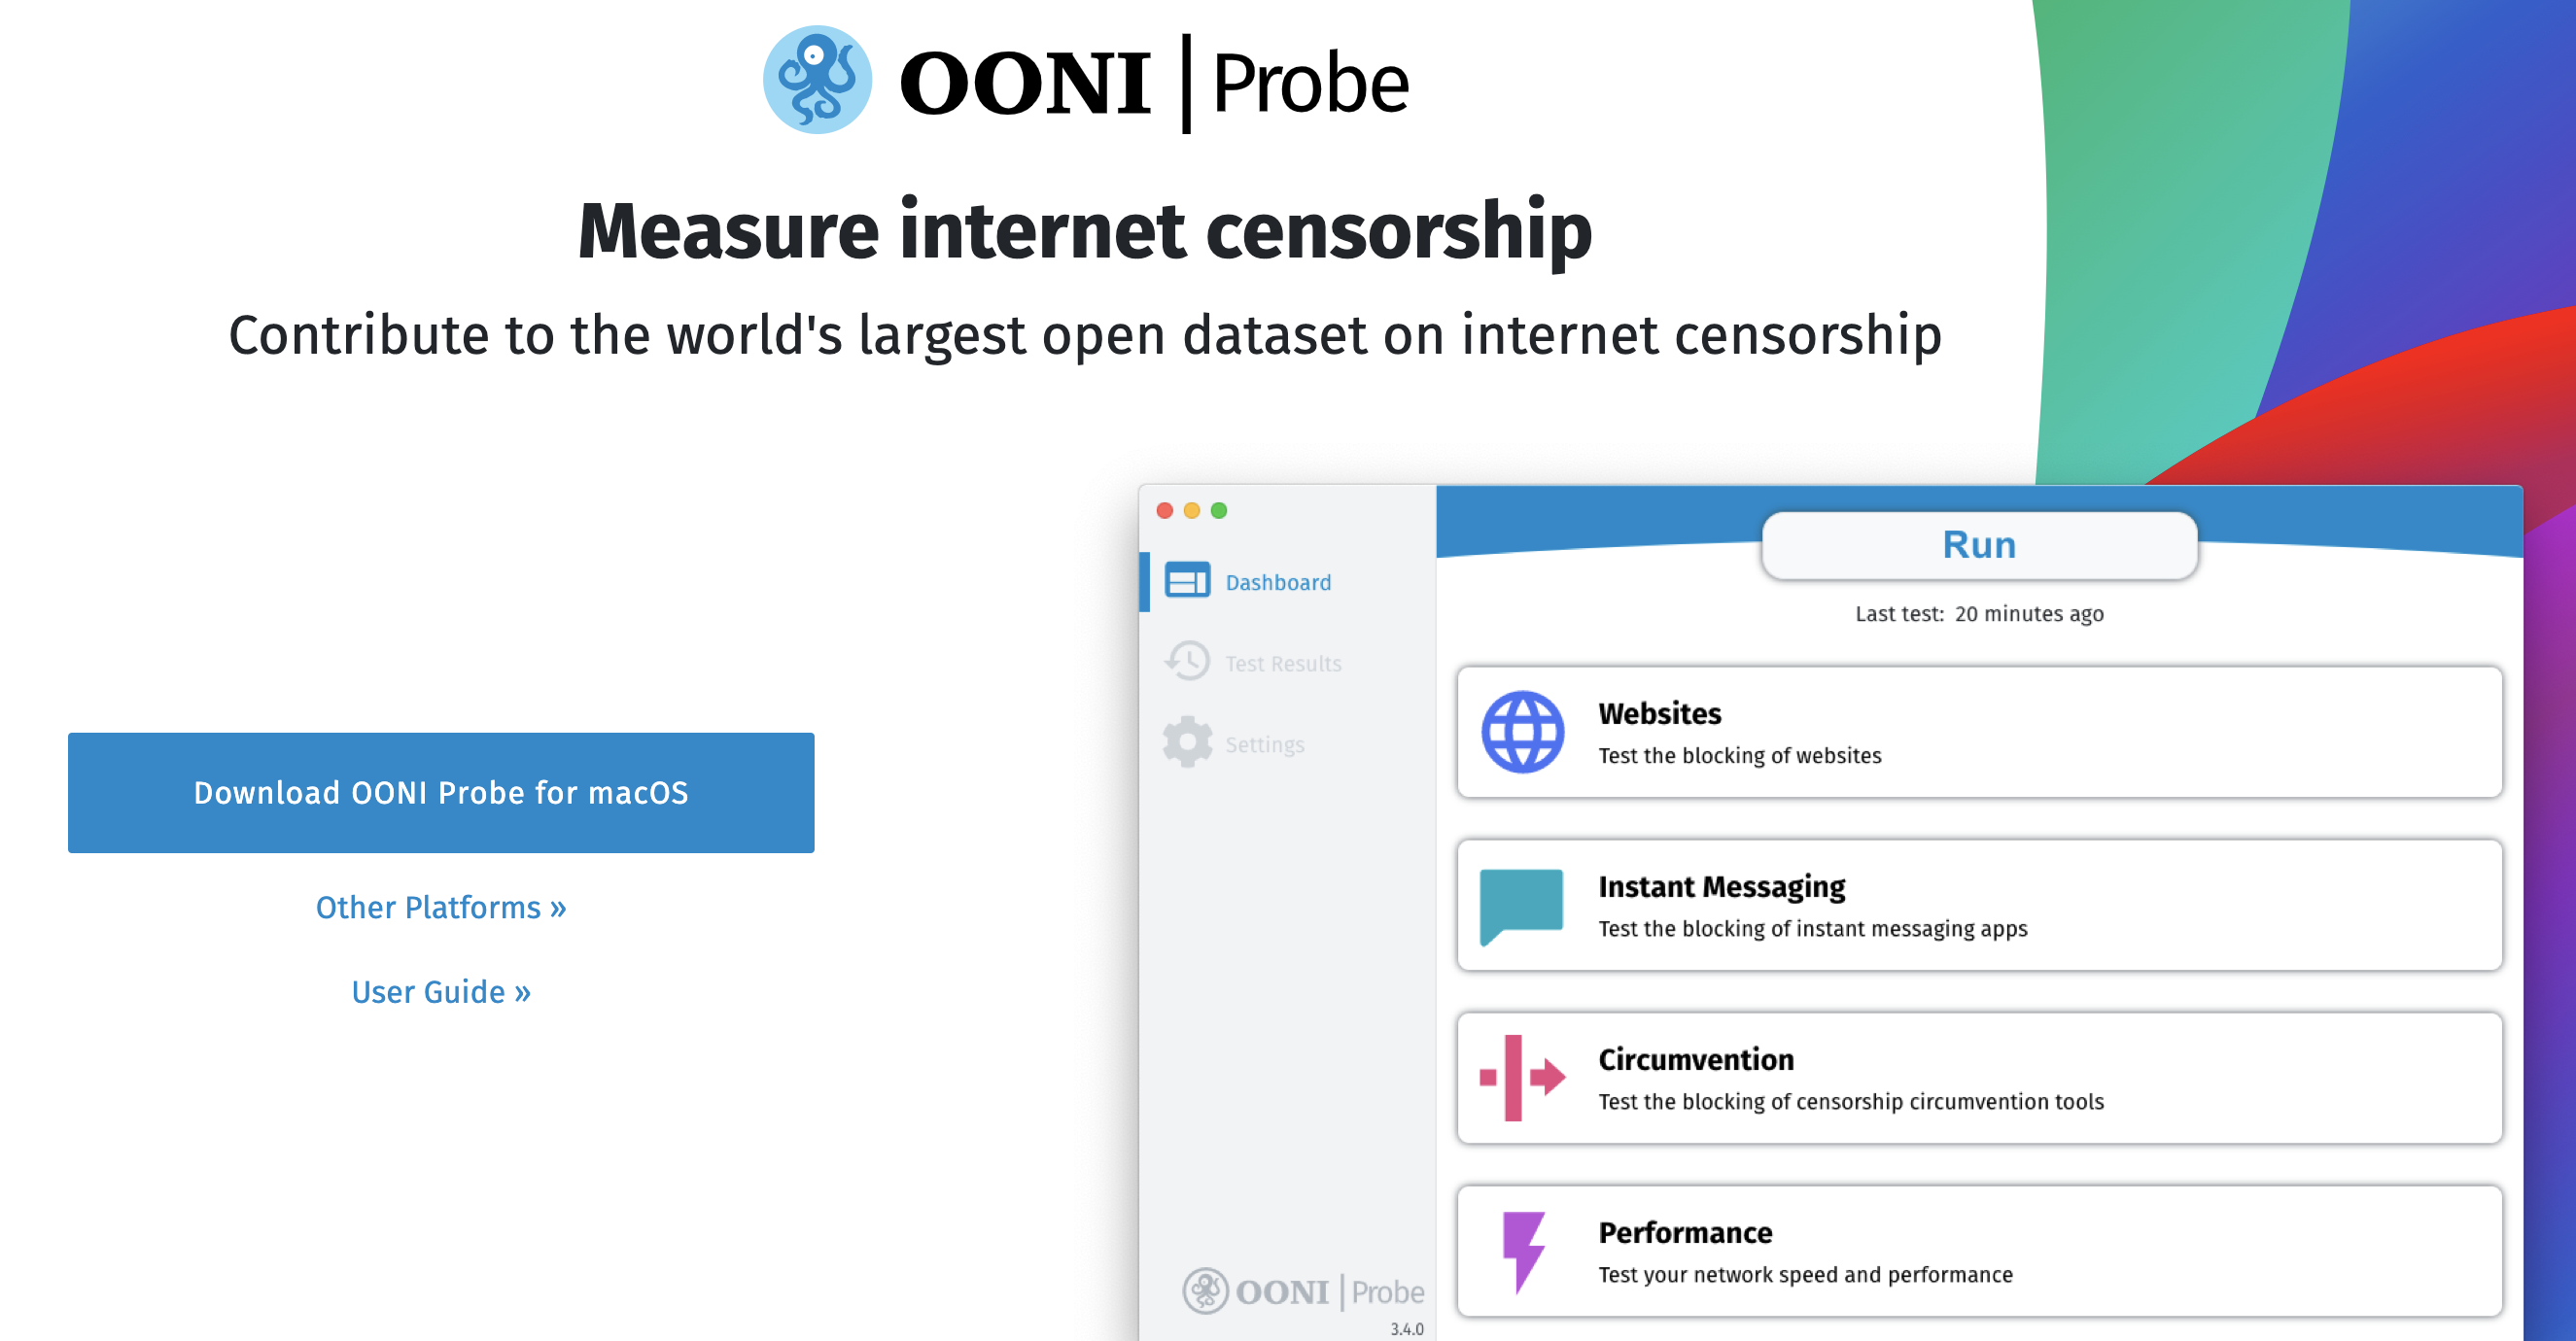 OONI | Probe
Measure internet censorship
Contribute to the world's largest open dataset on internet censorship
Download OONI Probe for macOS
Other Platforms »
User Guide »
Dashboard
Test Results
Settings
OONI | Probe
3.4.0
Run
Last test: 20 minutes ago
Websites
Test the blocking of websites
Instant Messaging
Test the blocking of instant messaging apps
Circumvention
Test the blocking of censorship circumvention tools
Performance
Test your network speed and performance